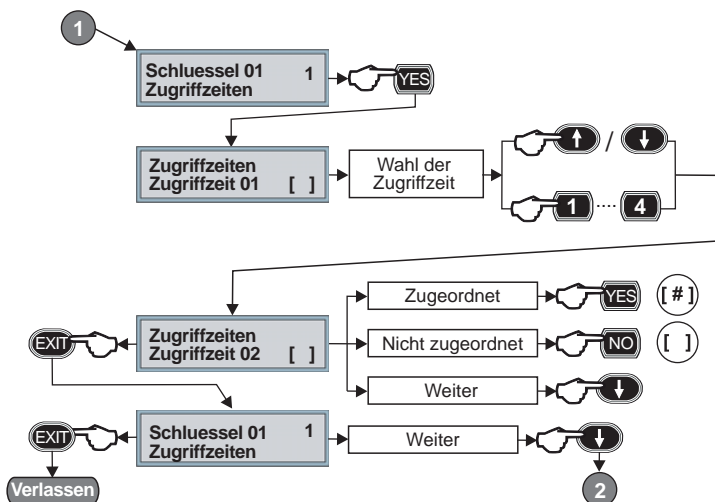 1
Schluessel 01 1
Zugriffzeiten
YES
Zugriffzeiten
Zugriffzeit 01 [ ]
Wahl der
Zugriffzeit
/
1 .... 4
Zugeordnet
YES
[ # ]
EXIT
Zugriffzeiten
Zugriffzeit 02 [ ]
Nicht zugeordnet
NO
[ ]
Weiter
EXIT
Schluessel 01 1
Zugriffzeiten
Weiter
Verlassen
2